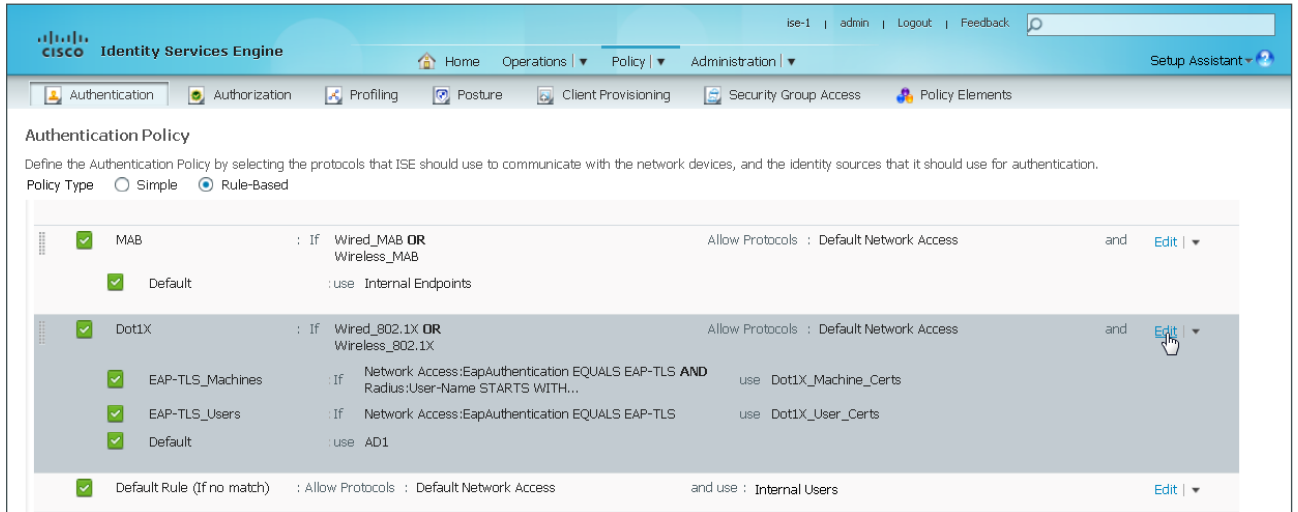 ise-1 | admin | Logout | Feedback
CISCO Identity Services Engine
Home Operations | Policy | Administration | Setup Assistant
Authentication Authorization Profiling Posture Client Provisioning Security Group Access Policy Elements
Authentication Policy
Define the Authentication Policy by selecting the protocols that ISE should use to communicate with the network devices, and the identity sources that it should use for authentication.
Policy Type Simple Rule-Based
MAB : If Wired_MAB OR Allow Protocols : Default Network Access and Edit |
Wireless_MAB
Default : use Internal Endpoints
Dot1X : If Wired_802.1X OR Allow Protocols : Default Network Access and Edit |
Wireless_802.1X
EAP-TLS_Machines : If Network Access:EapAuthentication EQUALS EAP-TLS AND use Dot1X_Machine_Certs
Radius:User-Name STARTS WITH...
EAP-TLS_Users : If Network Access:EapAuthentication EQUALS EAP-TLS use Dot1X_User_Certs
Default : use AD1
Default Rule (If no match) : Allow Protocols : Default Network Access and use : Internal Users Edit |